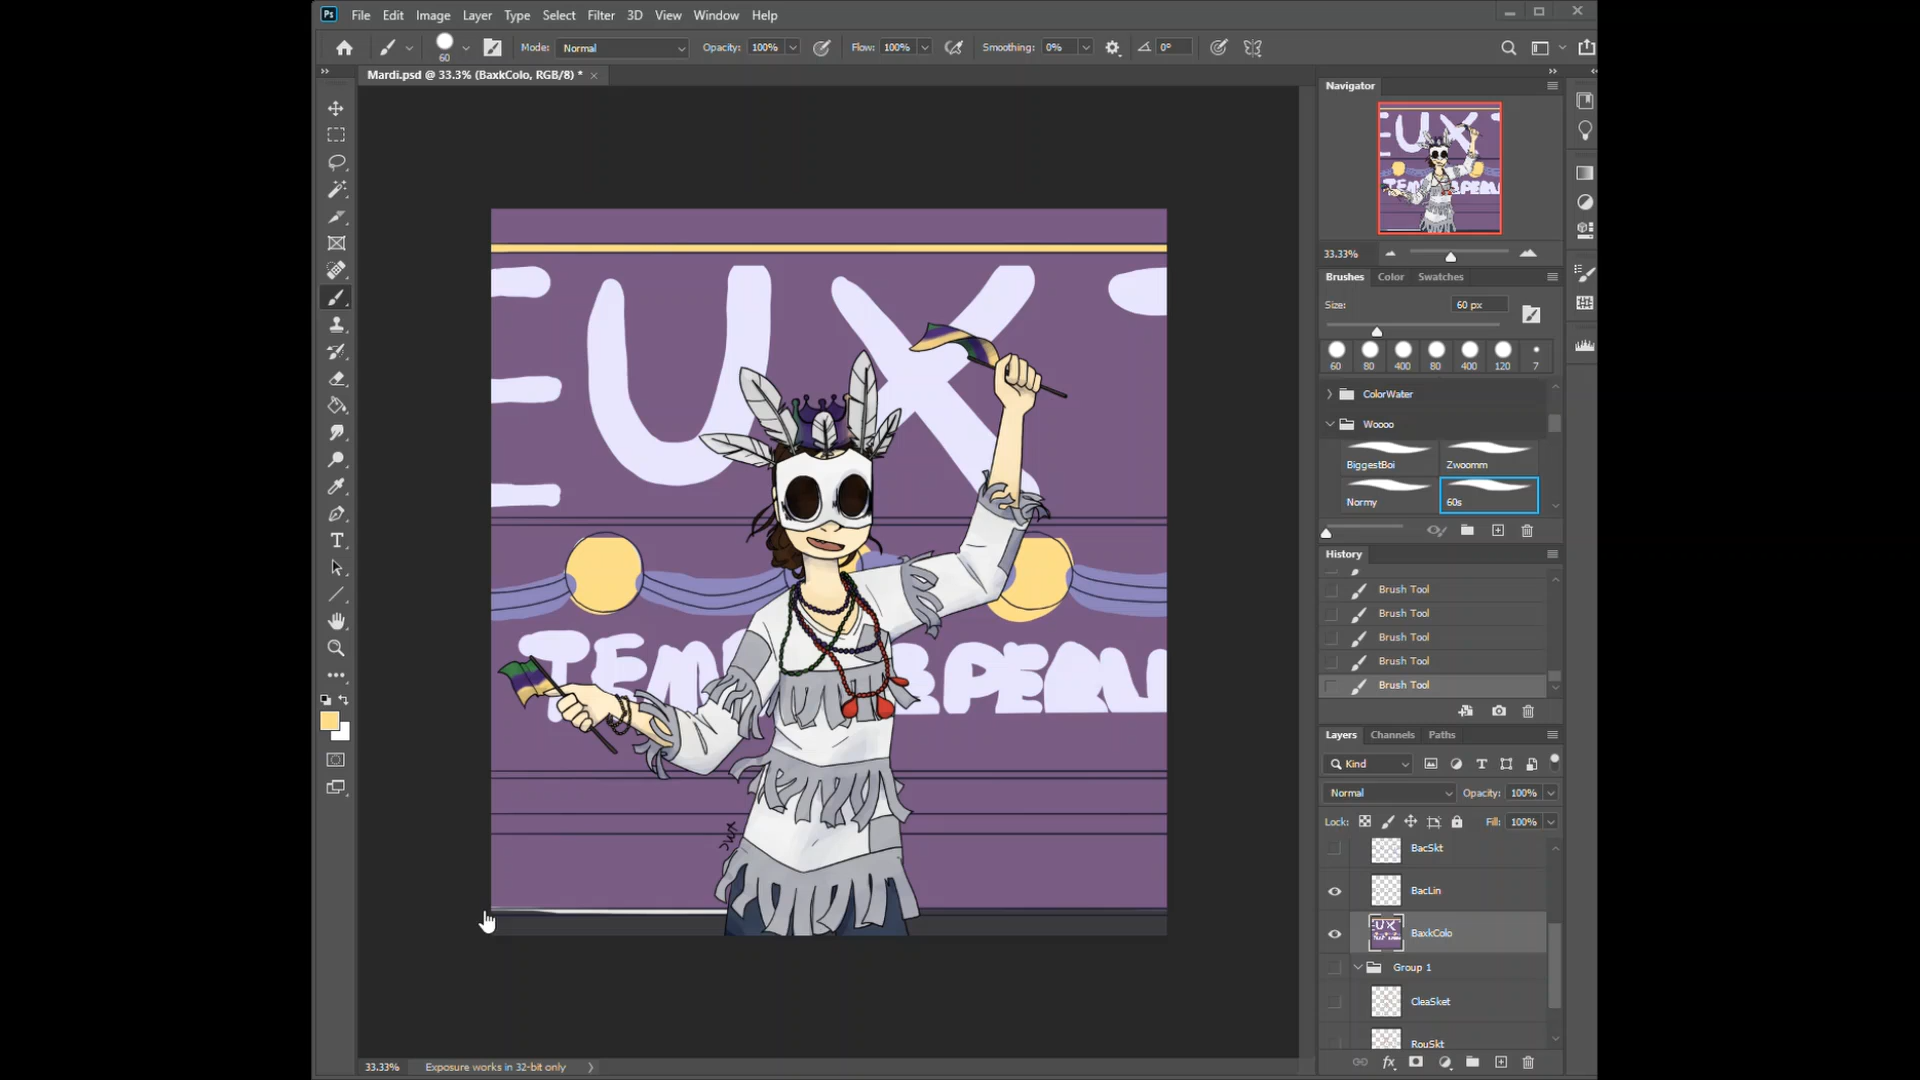 Ps File Edit Image Layer Type Select Filter 3D View Window Help
60 Mode: Normal Opacity: 100% Flow: 100% Smoothing: 0% 0°
Mardi.psd @ 33.3% (BaxkColo, RGB/8) *
Navigator
33.33%
Brushes Color Swatches
Size: 60 px
60 80 400 80 400 120 7
ColorWater
Woooo
BiggestBoi Zwoomm
Normy 60s
History
Brush Tool
Brush Tool
Brush Tool
Brush Tool
Brush Tool
Layers Channels Paths
Kind
Normal Opacity: 100%
Lock: Fill: 100%
BacSkt
BacLin
BaxkColo
Group 1
CleaSket
RouSkt
EUX
33.33% Exposure works in 32-bit only